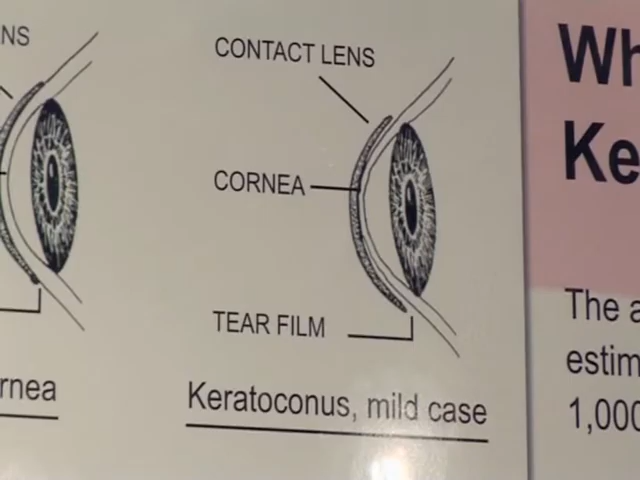 NS
rnea
CONTACT LENS
CORNEA
TEAR FILM
Keratoconus, mild case
Wh
Ke
The a
estim
1,000